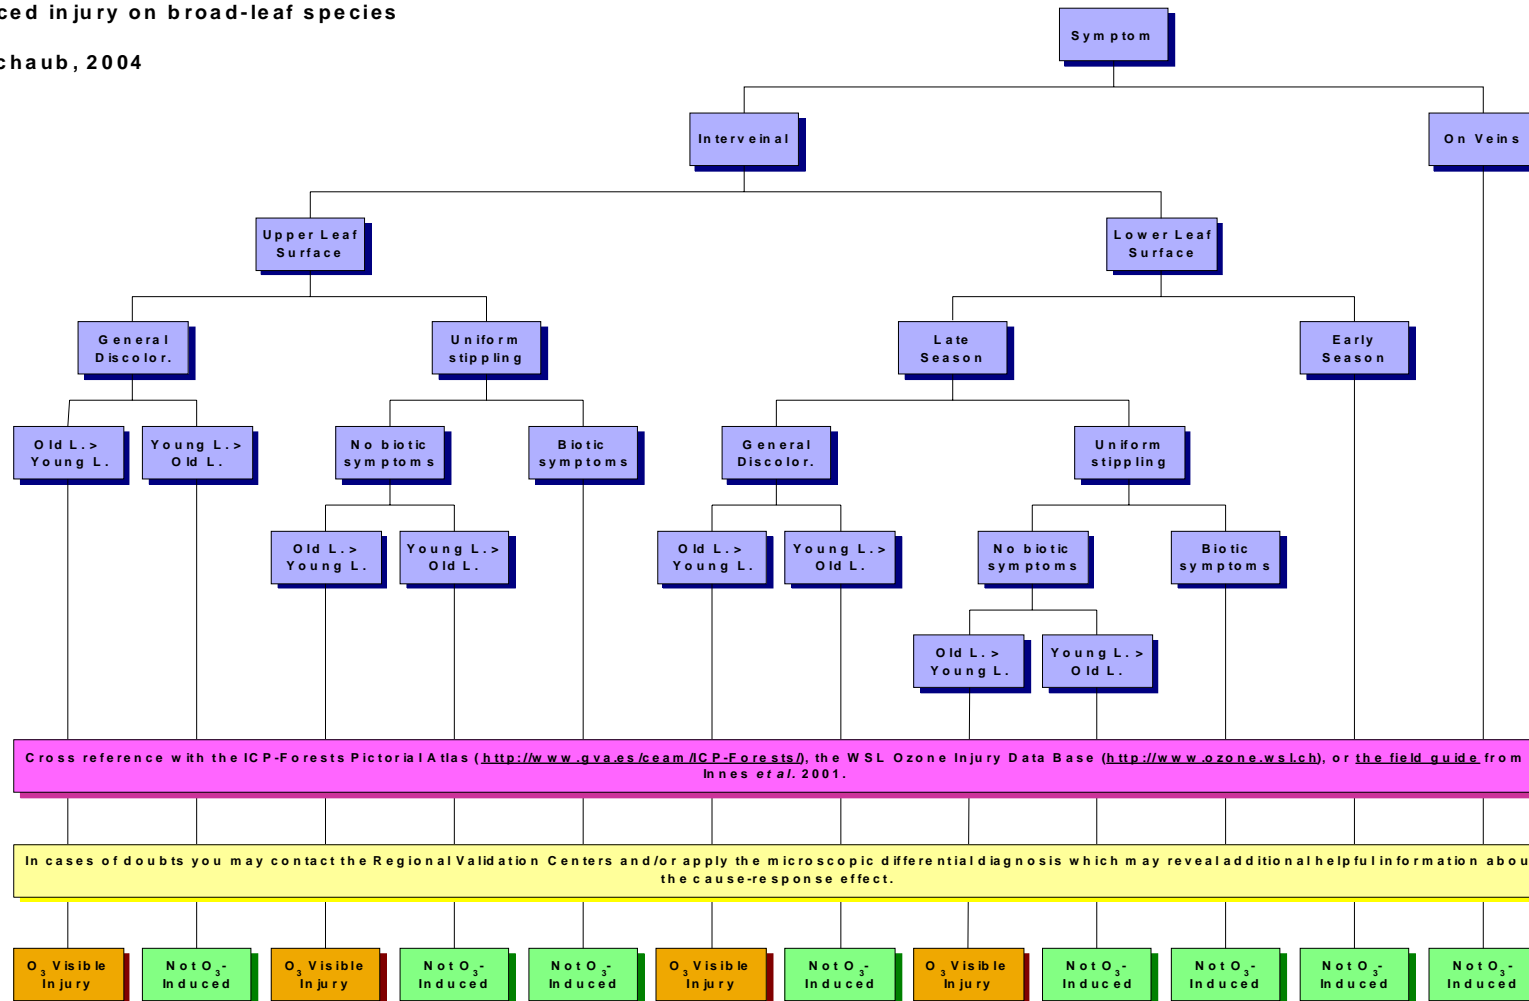 ced injury on broad-leaf species
chaub, 2004
Symptom
Interveinal
On Veins
Upper Leaf
Surface
Lower Leaf
Surface
General
Discolor.
Uniform
stippling
Late
Season
Early
Season
Old L.>
Young L.
Young L.>
Old L.
No biotic
symptoms
Biotic
symptoms
General
Discolor.
Uniform
stippling
Old L.>
Young L.
Young L.>
Old L.
Old L.>
Young L.
Young L.>
Old L.
No biotic
symptoms
Biotic
symptoms
Old L.>
Young L.
Young L.>
Old L.
Cross reference with the ICP-Forests Pictorial Atlas (http://www.gva.es/ceam/ICP-Forests/), the WSL Ozone Injury Data Base (http://www.ozone.wsl.ch), or the field guide from
Innes et al. 2001.
In cases of doubts you may contact the Regional Validation Centers and/or apply the microscopic differential diagnosis which may reveal additional helpful information abou
the cause-response effect.
O3 Visible
Injury
Not O3-
Induced
O3 Visible
Injury
Not O3-
Induced
Not O3-
Induced
O3 Visible
Injury
Not O3-
Induced
O3 Visible
Injury
Not O3-
Induced
Not O3-
Induced
Not O3-
Induced
Not O3-
Induced